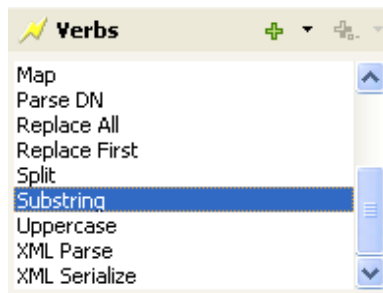 Verbs
Map
Parse DN
Replace All
Replace First
Split
Substring
Uppercase
XML Parse
XML Serialize